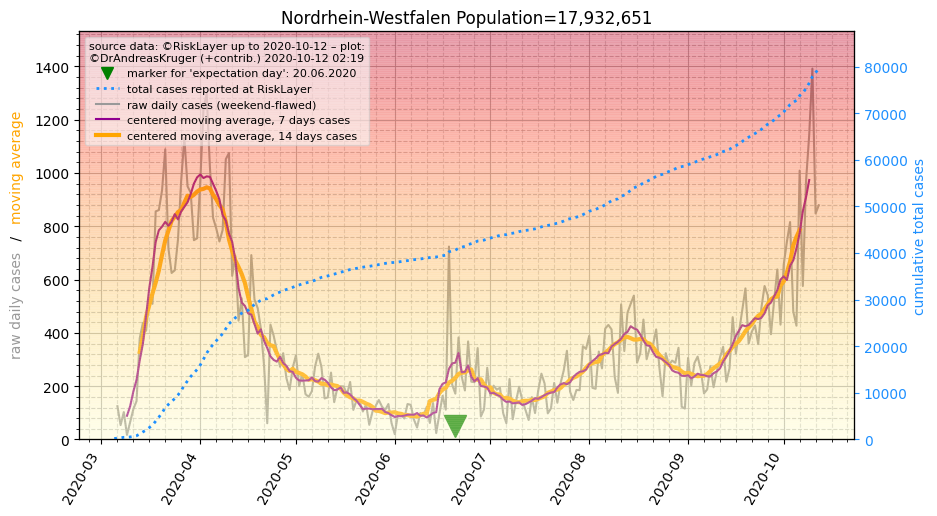 Nordrhein-Westfalen Population=17,932,651
source data: ©RiskLayer up to 2020-10-12 – plot:
©DrAndreasKruger (+contrib.) 2020-10-12 02:19
marker for 'expectation day': 20.06.2020
total cases reported at RiskLayer
raw daily cases (weekend-flawed)
centered moving average, 7 days cases
centered moving average, 14 days cases
raw daily cases / moving average
1400
1200
1000
800
600
400
200
0
80000
70000
60000
50000
40000
30000
20000
10000
0
cumulative total cases
2020-03
2020-04
2020-05
2020-06
2020-07
2020-08
2020-09
2020-10